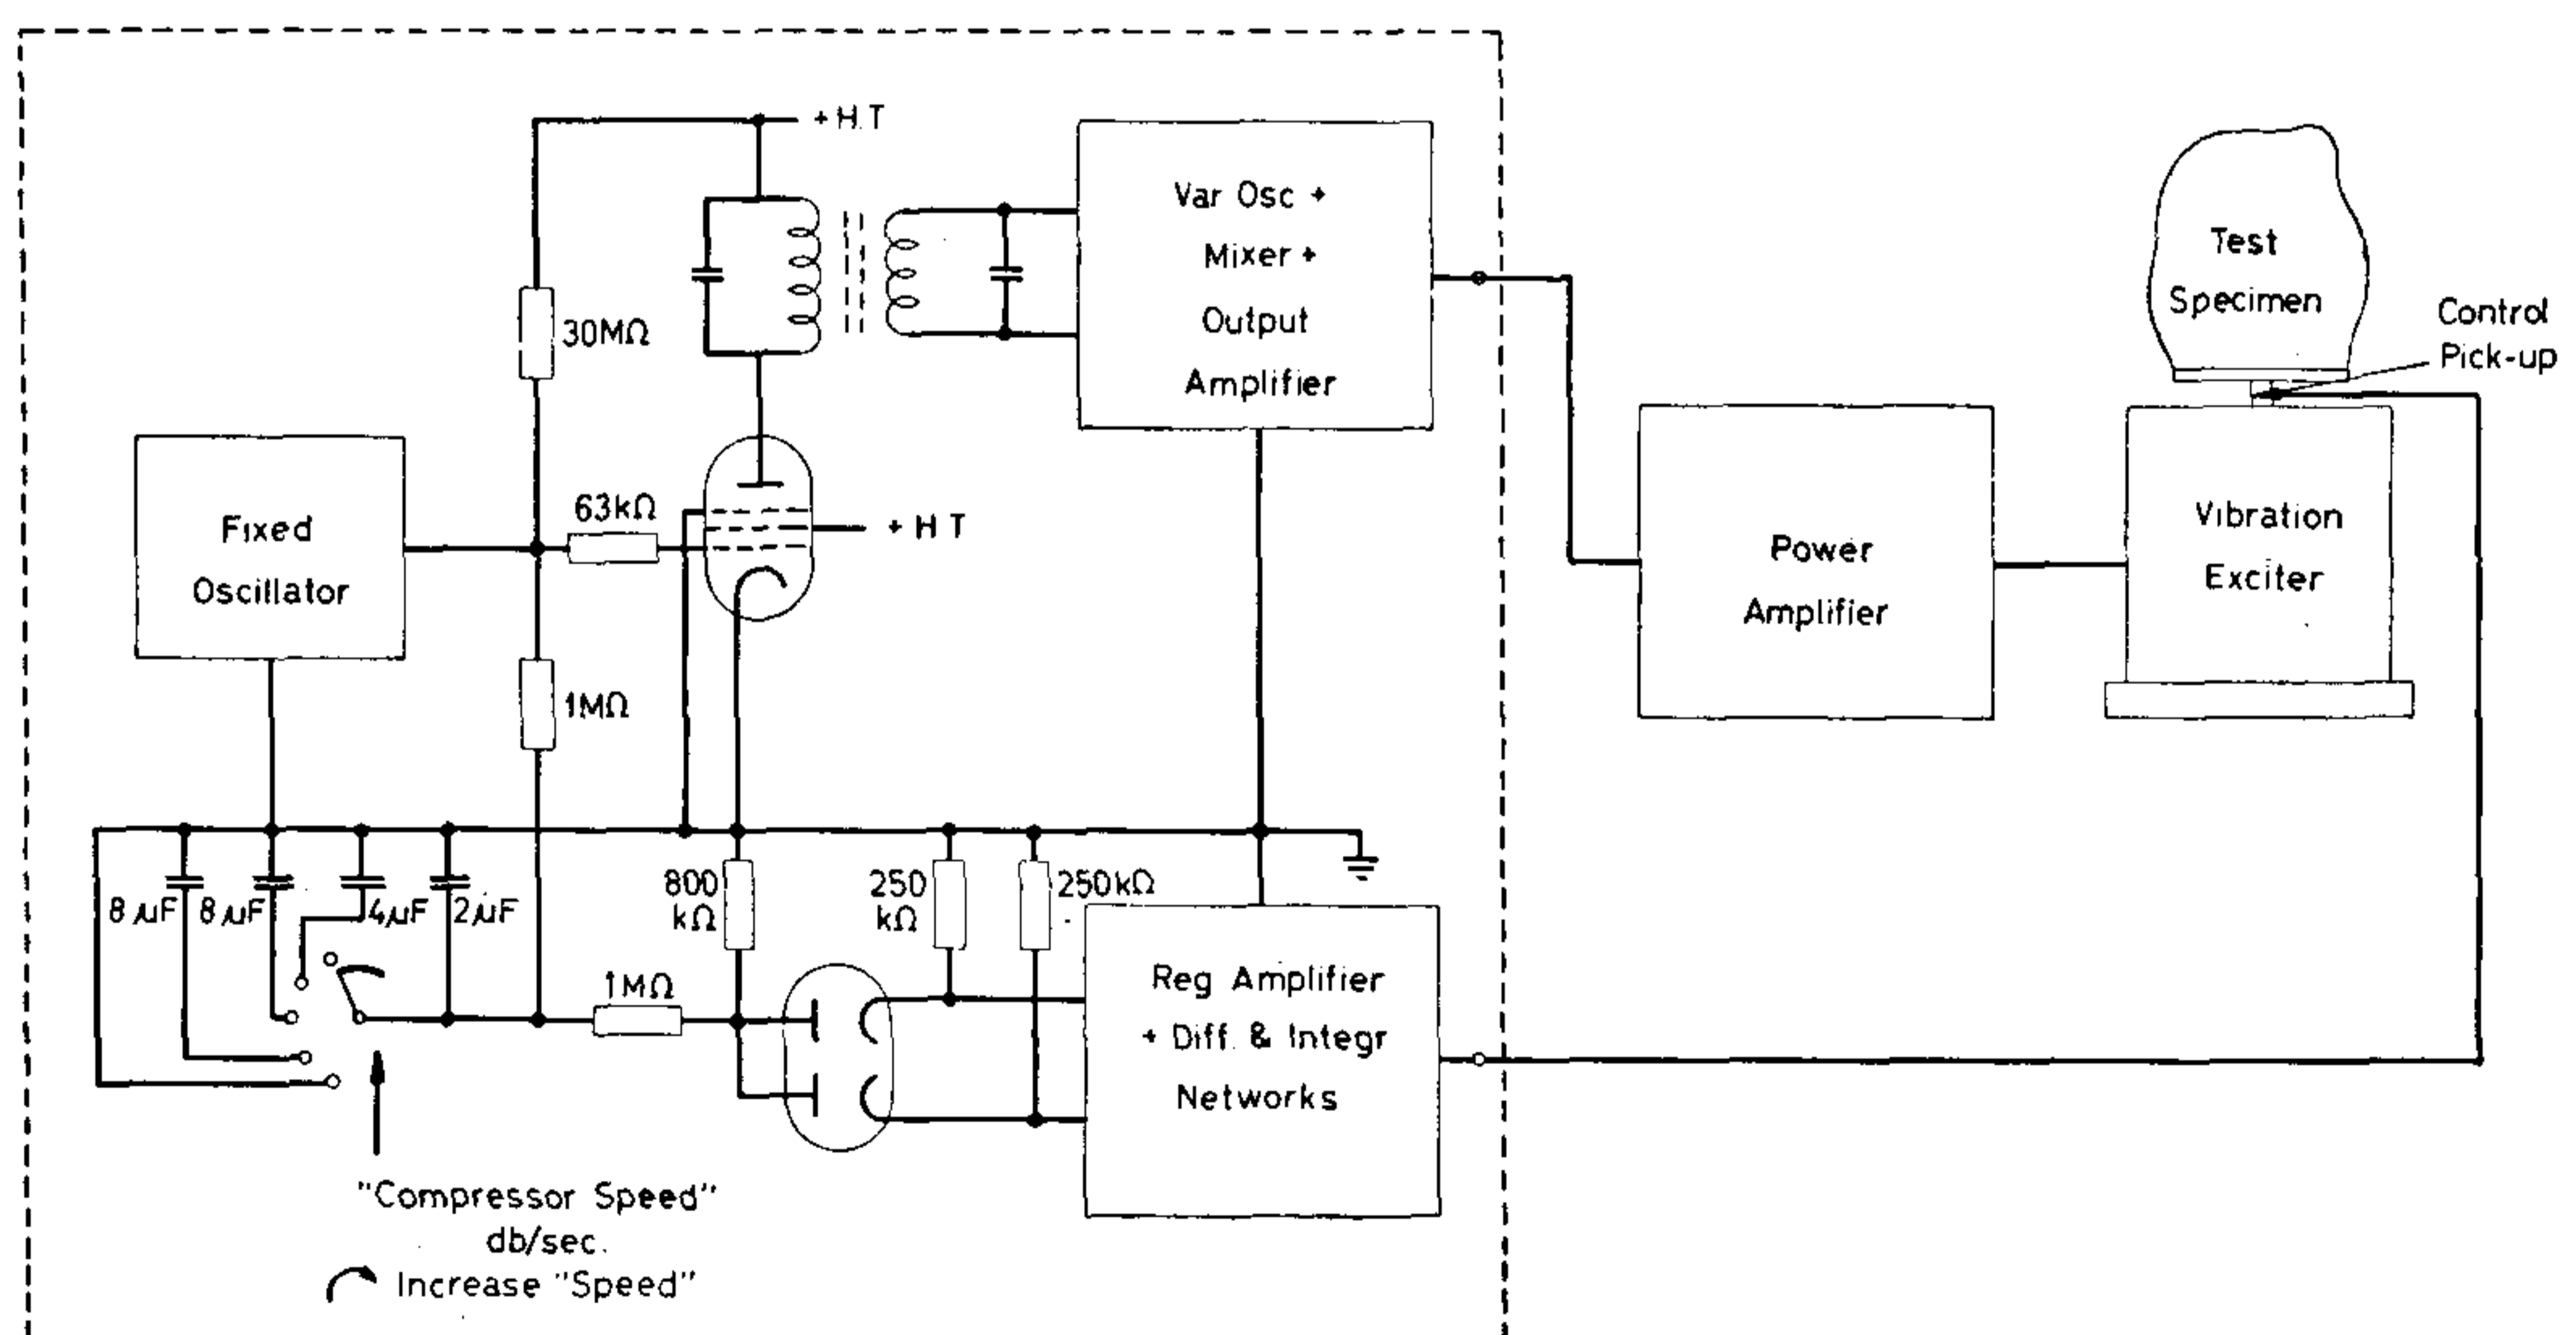 + H.T
Var Osc +
Mixer +
Output
Amplifier
Test
Specimen
Control
Pick-up
30MΩ
63kΩ
+ H T
Fixed
Oscillator
Power
Amplifier
Vibration
Exciter
1MΩ
8µF
8µF
4µF
2µF
800
kΩ
250
kΩ
250kΩ
1MΩ
Reg Amplifier
+ Diff. & Integr
Networks
"Compressor Speed"
db/sec.
Increase "Speed"